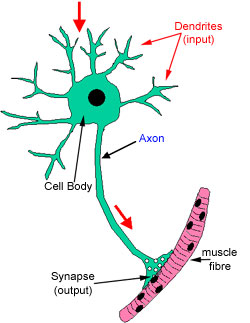 Dendrites
(input)
Axon
Cell Body
muscle
fibre
Synapse
(output)